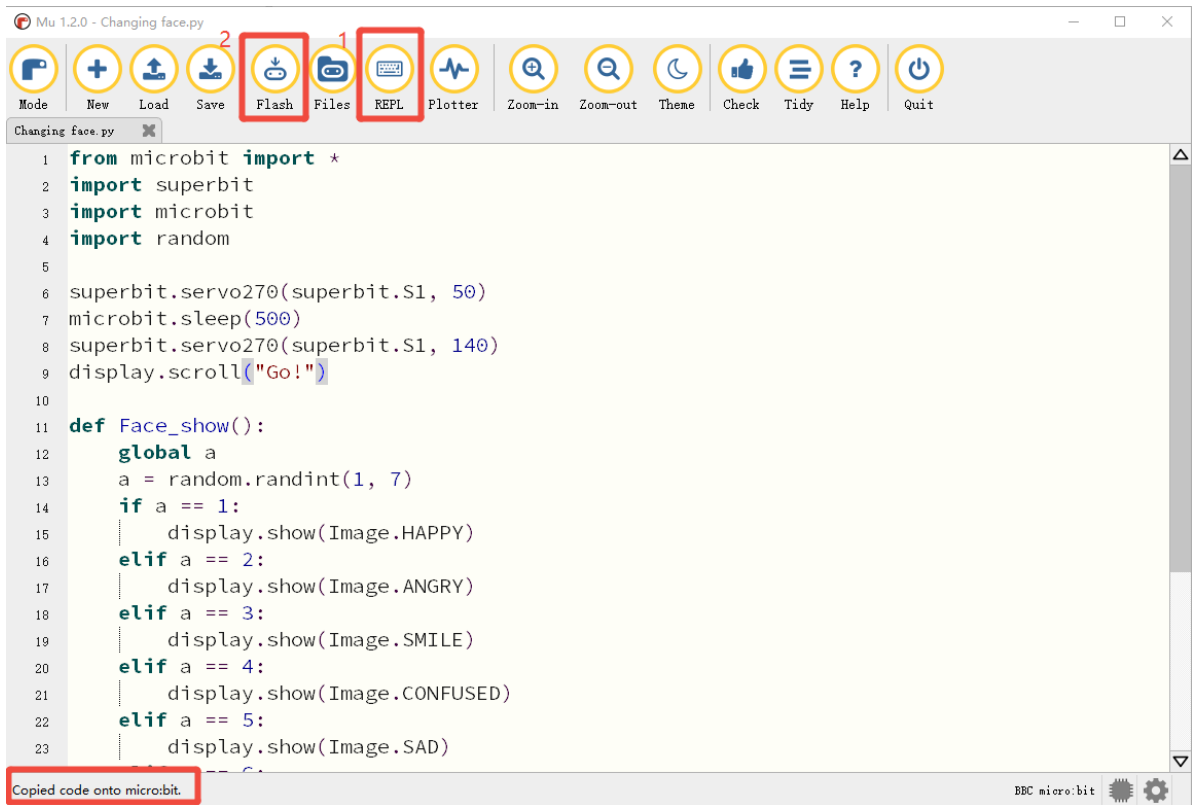 Mu 1.2.0 - Changing face.py
2 1
Mode New Load Save Flash Files REPL Plotter Zoom-in Zoom-out Theme Check Tidy Help Quit
Changing face.py
1 from microbit import *
2 import superbit
3 import microbit
4 import random
5
6 superbit.servo270(superbit.S1, 50)
7 microbit.sleep(500)
8 superbit.servo270(superbit.S1, 140)
9 display.scroll("Go!")
10
11 def Face_show():
12 global a
13 a = random.randint(1, 7)
14 if a == 1:
15 display.show(Image.HAPPY)
16 elif a == 2:
17 display.show(Image.ANGRY)
18 elif a == 3:
19 display.show(Image.SMILE)
20 elif a == 4:
21 display.show(Image.CONFUSED)
22 elif a == 5:
23 display.show(Image.SAD)
Copied code onto micro:bit.
BBC micro:bit